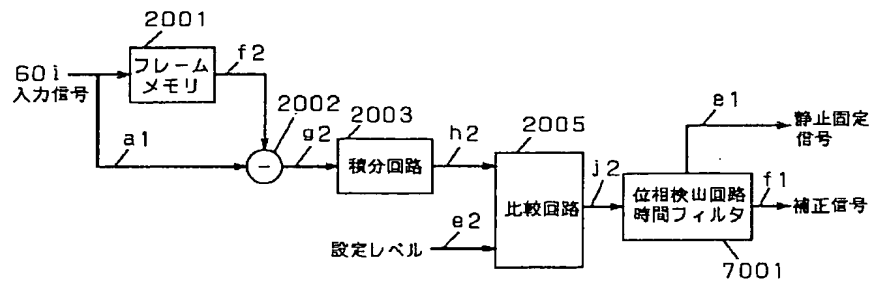 2001
フレーム
メモリ
f2
60i
入力信号
a1
2002
g2
2003
積分回路
h2
2005
比較回路
設定レベル
e2
j2
e1
静止固定
信号
位相検出回路
時間フィルタ
f1
補正信号
7001